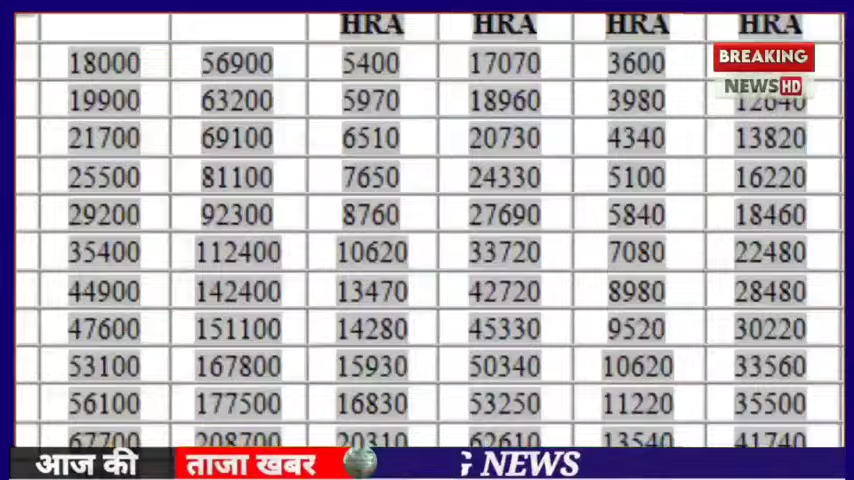 HRA HRA HRA HRA
18000 56900 5400 17070 3600
BREAKING
NEWS HD
19900 63200 5970 18960 3980 12640
21700 69100 6510 20730 4340 13820
25500 81100 7650 24330 5100 16220
29200 92300 8760 27690 5840 18460
35400 112400 10620 33720 7080 22480
44900 142400 13470 42720 8980 28480
47600 151100 14280 45330 9520 30220
53100 167800 15930 50340 10620 33560
56100 177500 16830 53250 11220 35500
67700 208700 20310 62610 13540 41740
आज की ताजा खबर NEWS